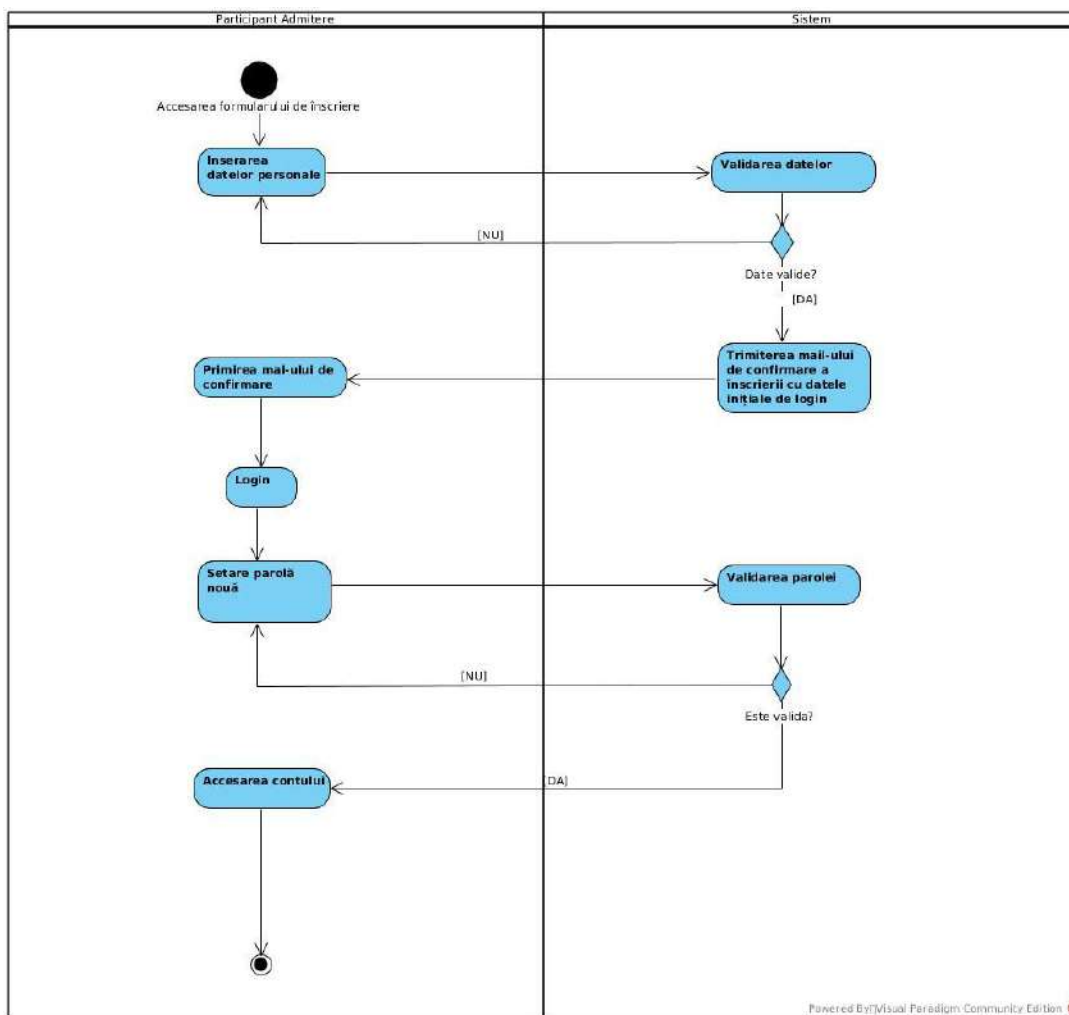 Participant Admitere
Sistem
Accesarea formularului de înscriere
Inserarea
datelor personale
Validarea datelor
[NU]
Date valide?
[DA]
Trimiterea mail-ului
de confirmare a
înscrierii cu datele
inițiale de login
Primirea mal-ului de
confirmare
Login
Setare parolă
nouă
Validarea parolei
[NU]
Este valida?
[DA]
Accesarea contului
Powered By Visual Paradigm Community Edition